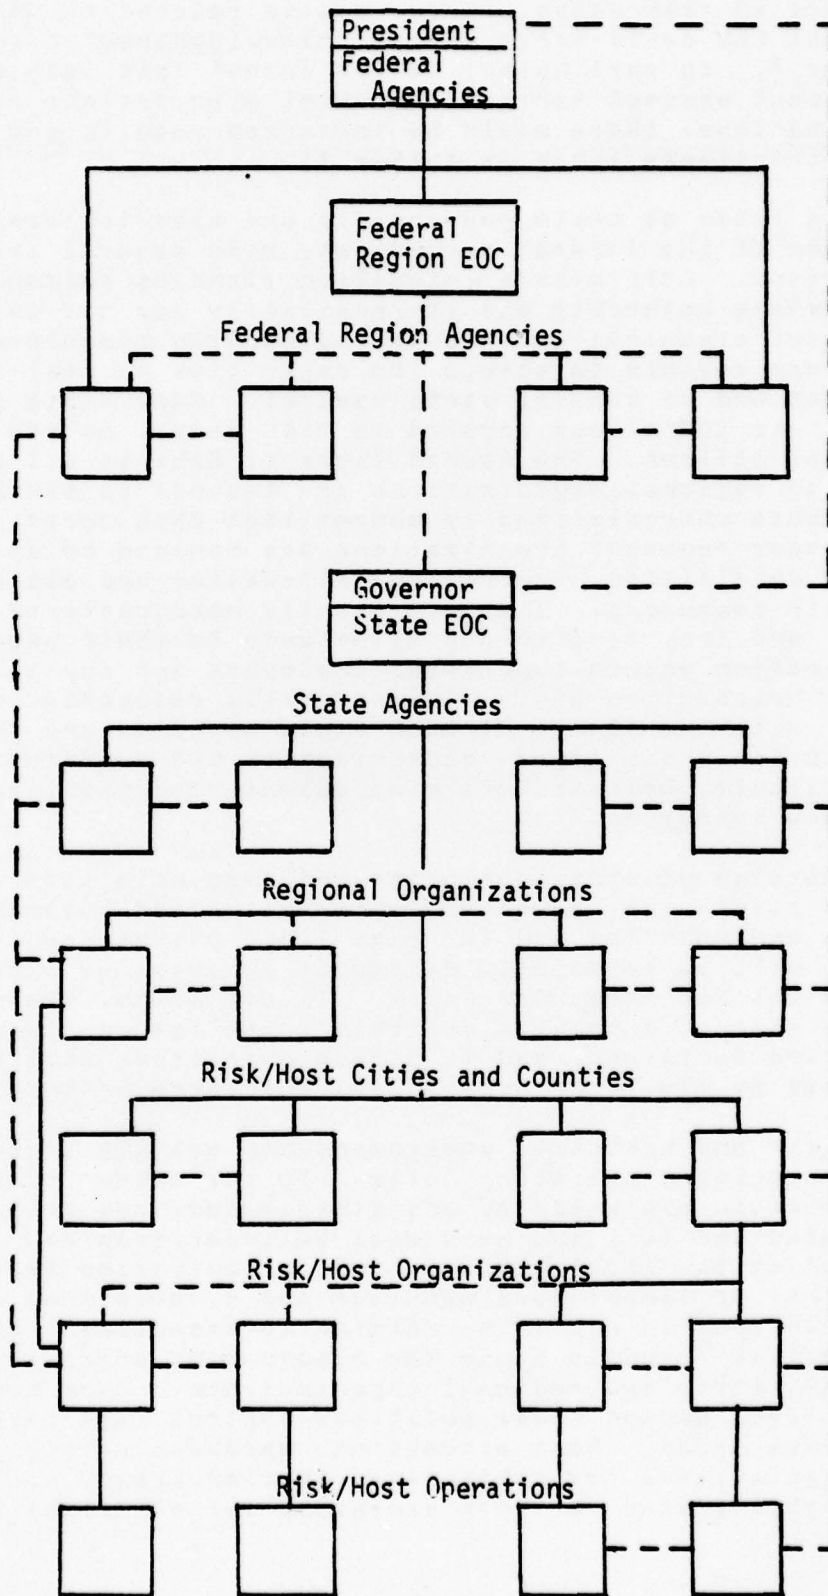 President
Federal
Agencies
Federal
Region EOC
Federal Region Agencies
Governor
State EOC
State Agencies
Regional Organizations
Risk/Host Cities and Counties
Risk/Host Organizations
Risk/Host Operations